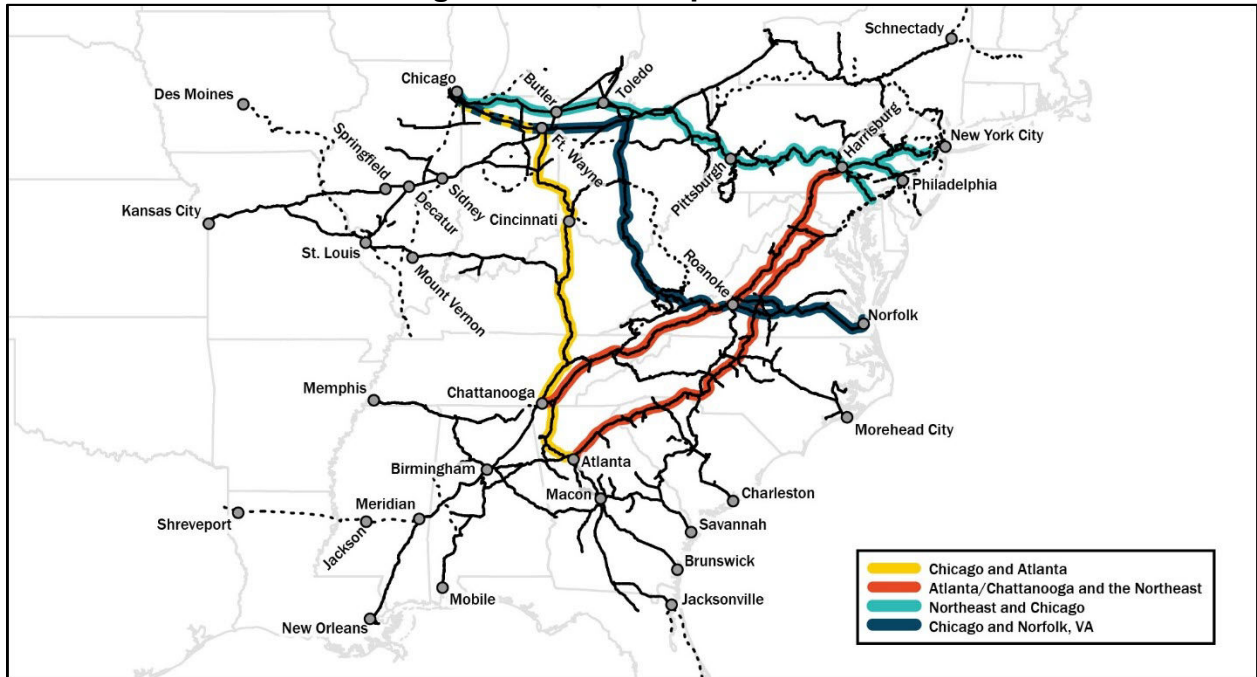 Schnectady
Chicago
Des Moines
Butler
Toledo
Harrisburg
New York City
Springfield
Ft. Wayne
Pittsburgh
Philadelphia
Sidney
Decatur
Kansas City
Cincinnati
St. Louis
Mount Vernon
Roanoke
Norfolk
Memphis
Chattanooga
Morehead City
Birmingham
Atlanta
Macon
Charleston
Meridian
Shreveport
Jackson
Savannah
Brunswick
Mobile
Jacksonville
New Orleans
Chicago and Atlanta
Atlanta/Chattanooga and the Northeast
Northeast and Chicago
Chicago and Norfolk, VA